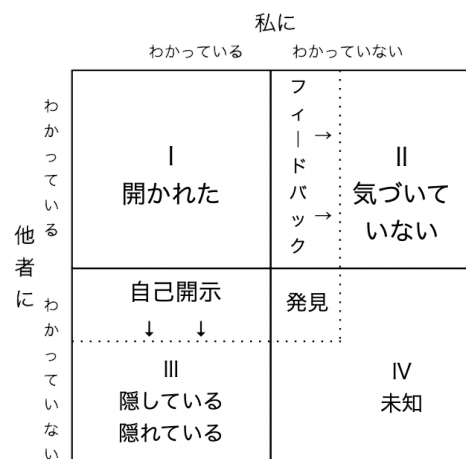 私に
わかっている
わかっていない
他者に
わかっている
わかっていない
I
開かれた
フィードバック
→
→
II
気づいて
いない
自己開示
↓ ↓
発見
III
隠している
隠れている
IV
未知